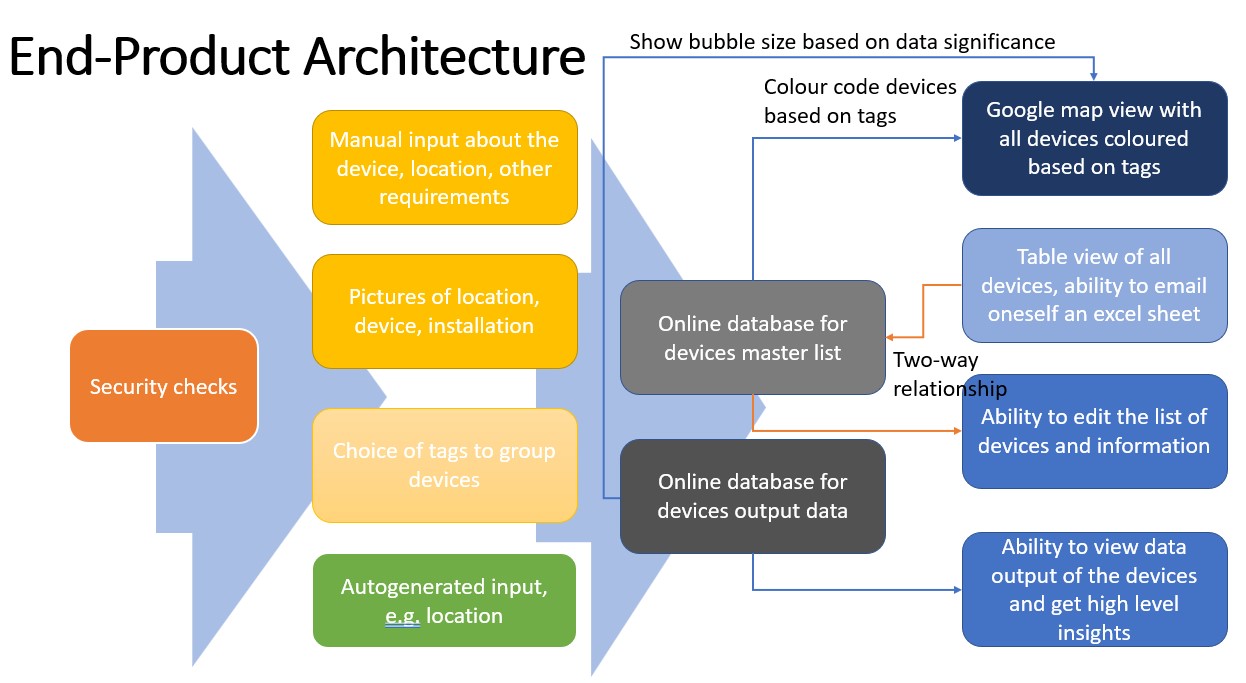 End-Product Architecture
Show bubble size based on data significance
Colour code devices
based on tags
Google map view with
all devices coloured
based on tags
Manual input about the
device, location, other
requirements
Table view of all
devices, ability to email
oneself an excel sheet
Pictures of location,
device, installation
Online database for
devices master list
Two-way
relationship
Security checks
Ability to edit the list of
devices and information
Choice of tags to group
devices
Online database for
devices output data
Autogenerated input,
e.g. location
Ability to view data
output of the devices
and get high level
insights